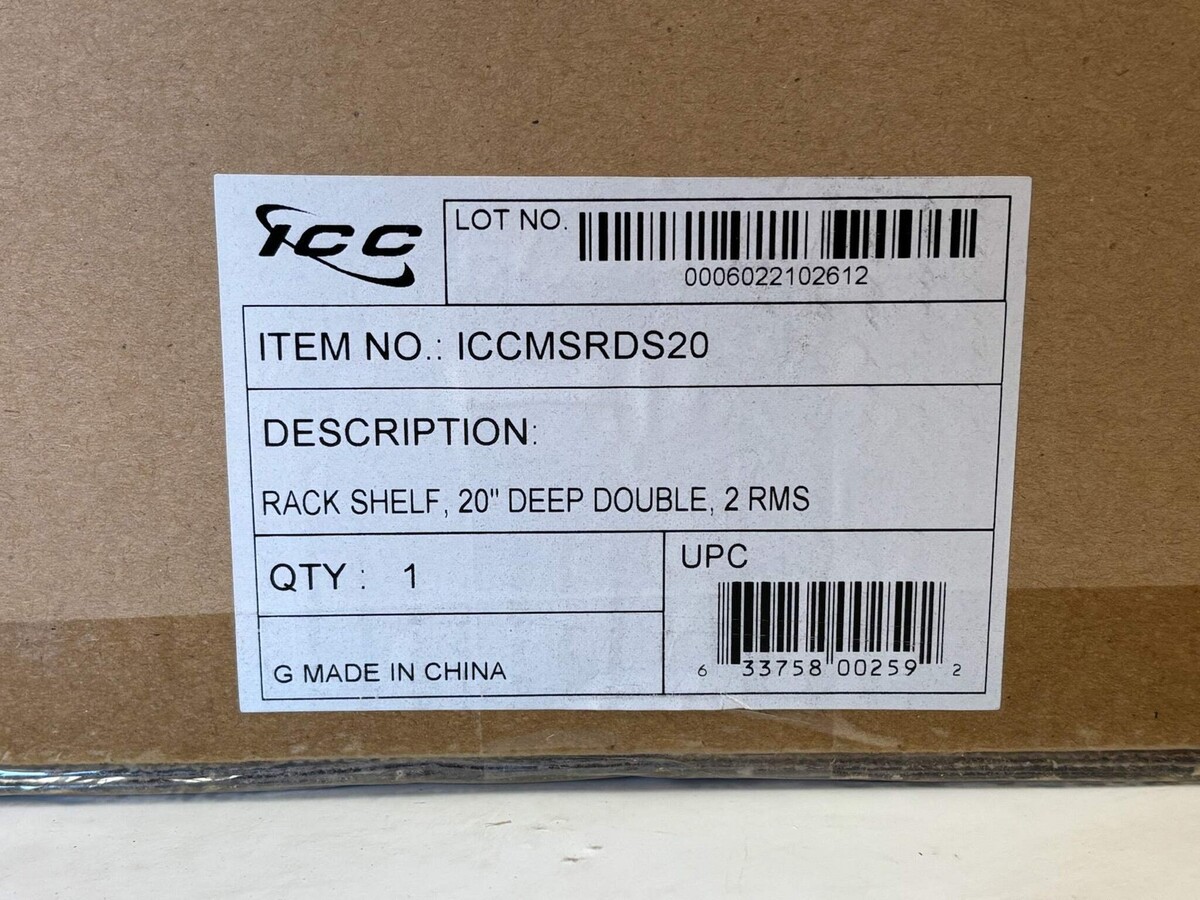 ICC
LOT NO.
0006022102612
ITEM NO.: ICCMSRDS20
DESCRIPTION:
RACK SHELF, 20" DEEP DOUBLE, 2 RMS
QTY : 1
G MADE IN CHINA
UPC
6 33758 00259 2